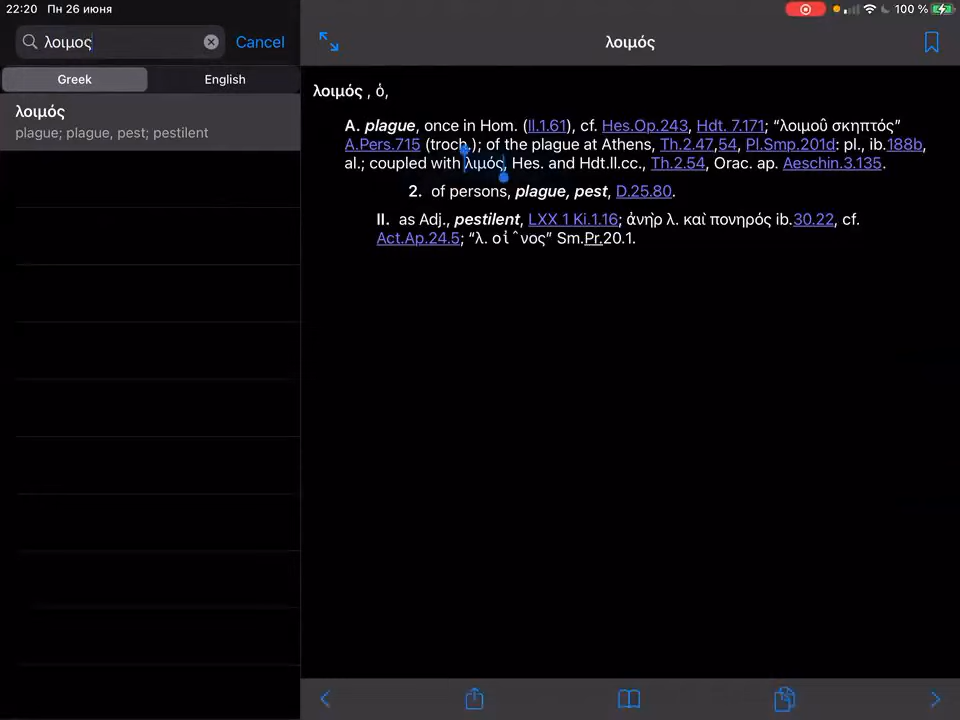 22:20 Пн 26 июня 100 %
λοιμος Cancel
λοιμός
Greek English
λοιμός
plague; plague, pest; pestilent
λοιμός , ὁ,
A. plague, once in Hom. (Il.1.61), cf. Hes.Op.243, Hdt. 7.171; “λοιμοῦ σκηπτός”
A.Pers.715 (troch.); of the plague at Athens, Th.2.47,54, Pl.Smp.201d: pl., ib.188b,
al.; coupled with λιμός, Hes. and Hdt.ll.cc., Th.2.54, Orac. ap. Aeschin.3.135.
2. of persons, plague, pest, D.25.80.
II. as Adj., pestilent, LXX 1 Ki.1.16; ἀνὴρ λ. καὶ πονηρός ib.30.22, cf.
Act.Ap.24.5; “λ. οἰ῀νος” Sm.Pr.20.1.